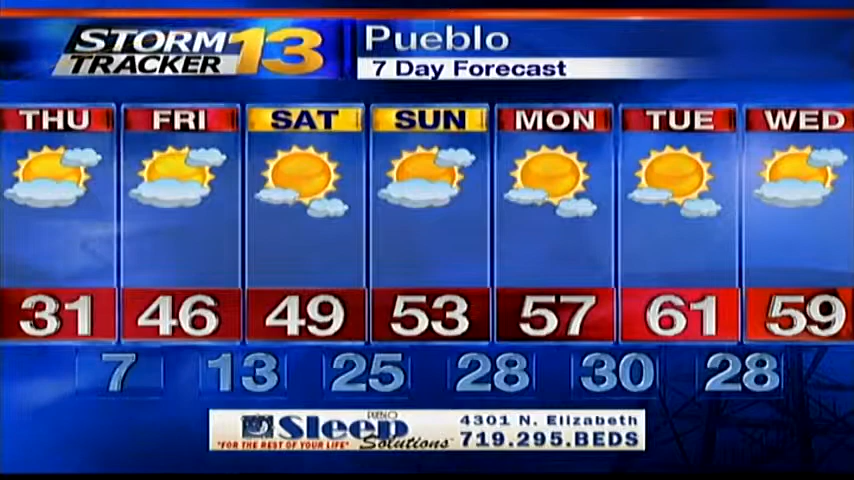 STORM 13 Pueblo
TRACKER 7 Day Forecast
THU FRI SAT SUN MON TUE WED
31 46 49 53 57 61 59
7 13 25 28 30 28
PUEBLO
Sleep 4301 N. Elizabeth
"FOR THE REST OF YOUR LIFE" Solutions 719.295.BEDS